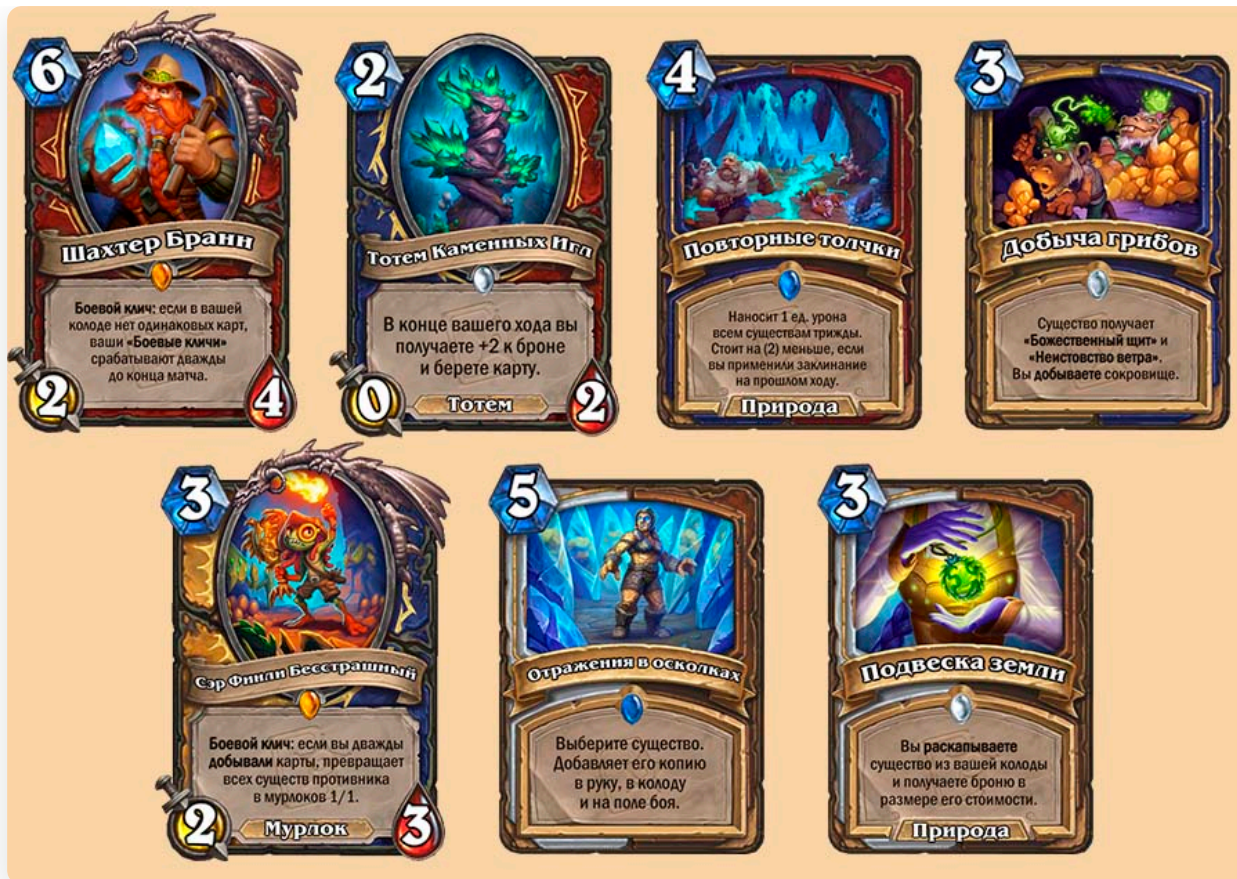 6
Шахтер Бранн
Боевой клич: если в вашей
колоде нет одинаковых карт,
ваши «Боевые кличи»
срабатывают дважды
до конца матча.
2
4
2
Тотем Каменных Игл
В конце вашего хода вы
получаете +2 к броне
и берете карту.
0
Тотем
2
4
Повторные толчки
Наносит 1 ед. урона
всем существам трижды.
Стоит на (2) меньше, если
вы применили заклинание
на прошлом ходу.
Природа
3
Добыча грибов
Существо получает
«Божественный щит» и
«Неистовство ветра».
Вы добываете сокровище.
3
Сэр Финли Бесстрашный
Боевой клич: если вы дважды
добывали карты, превращает
всех существ противника
в мурлоков 1/1.
2
Мурлок
3
5
Отражения в осколках
Выберите существо.
Добавляет его копию
в руку, в колоду
и на поле боя.
3
Подвеска земли
Вы раскапываете
существо из вашей колоды
и получаете броню в
размере его стоимости.
Природа